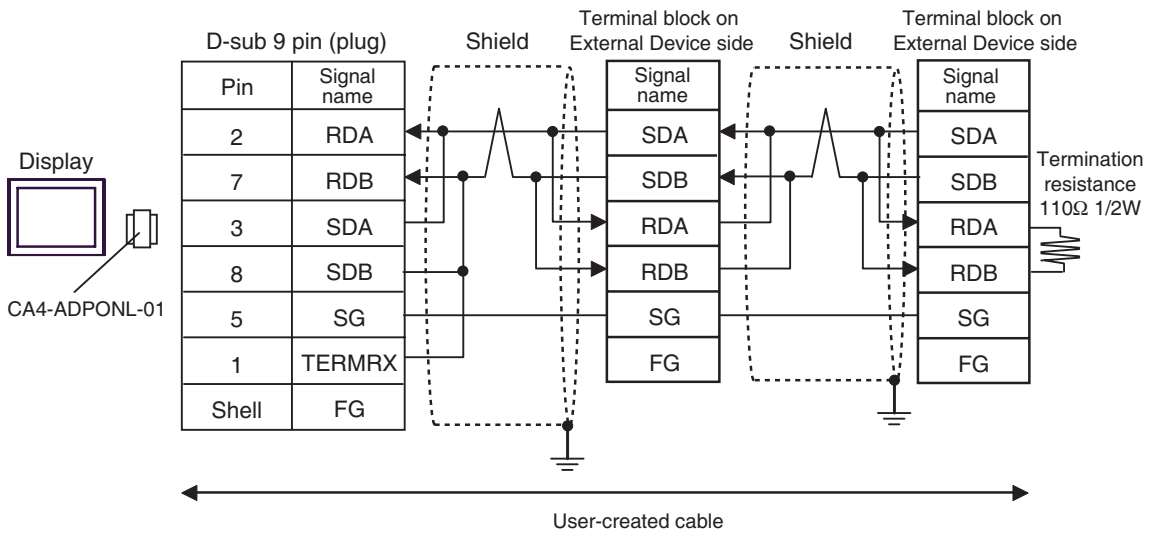 Terminal block on
External Device side
Terminal block on
External Device side
D-sub 9 pin (plug)
Shield
Shield
Pin
Signal
name
2
RDA
7
RDB
3
SDA
8
SDB
5
SG
1
TERMRX
Shell
FG
Signal
name
SDA
SDB
RDA
RDB
SG
FG
Signal
name
SDA
SDB
RDA
RDB
SG
FG
Display
CA4-ADPONL-01
Termination
resistance
110Ω 1/2W
User-created cable